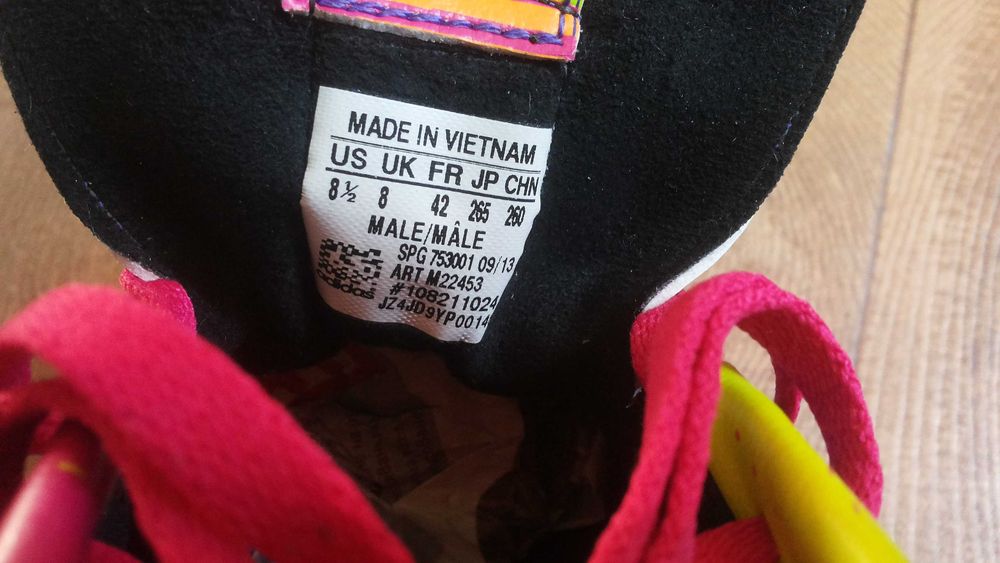 MADE IN VIETNAM
US UK FR JP CHN
8½ 8 42 265 260
MALE/MÂLE
SPG 753001 09/13
ART M22453
#108211024
adidas JZ4JD9YP0014